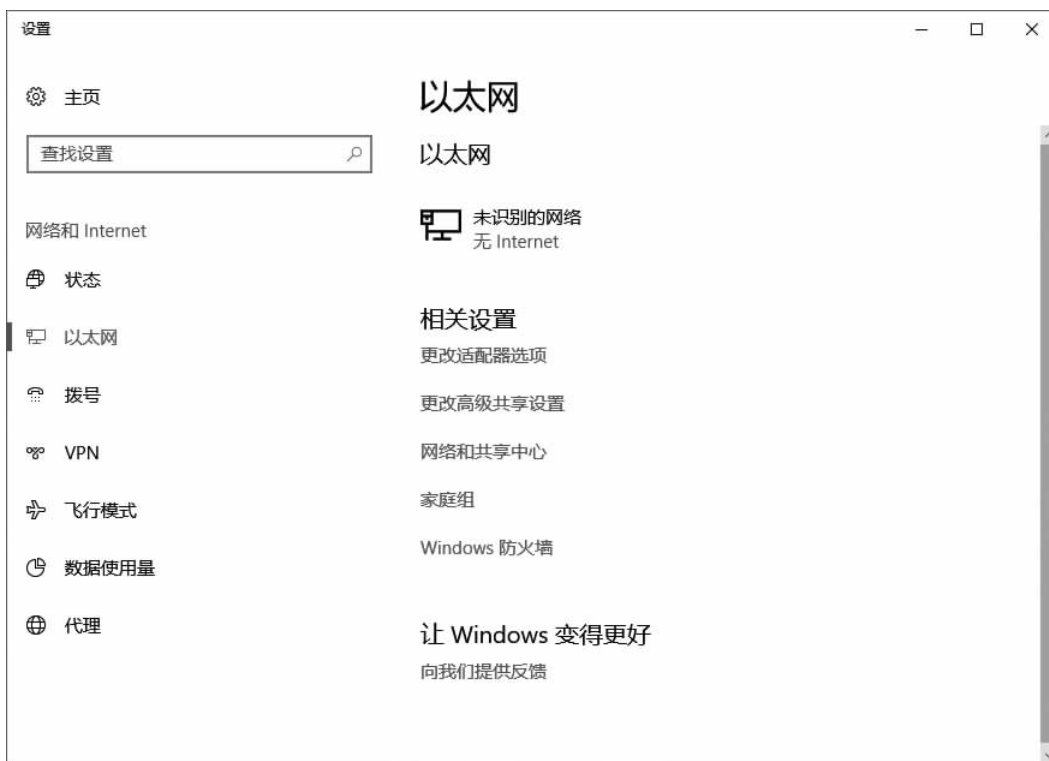 设置
主页
查找设置
网络和 Internet
状态
以太网
拨号
VPN
飞行模式
数据使用量
代理
以太网
以太网
未识别的网络
无 Internet
相关设置
更改适配器选项
更改高级共享设置
网络和共享中心
家庭组
Windows 防火墙
让 Windows 变得更好
向我们提供反馈